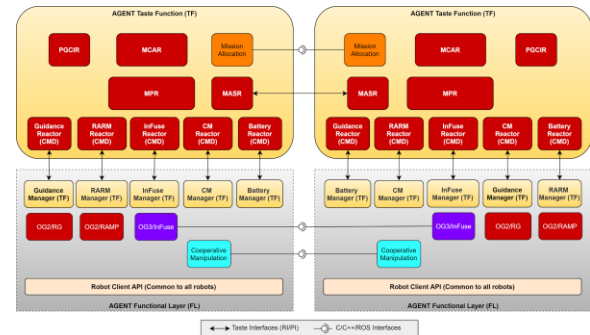 AGENT Taste Function (TF)
PGCIR
MCAR
Mission
Allocation
MPR
MASR
Guidance
Reactor
(CMD)
RARM
Reactor
(CMD)
InFuse
Reactor
(CMD)
CM
Reactor
(CMD)
Battery
Reactor
(CMD)
Guidance
Manager (TF)
RARM
Manager (TF)
InFuse
Manager (TF)
CM
Manager (TF)
Battery
Manager (TF)
OG2/RG
OG2/RAMP
OG3/InFuse
Cooperative
Manipulation
Robot Client API (Common to all robots)
AGENT Functional Layer (FL)
AGENT Taste Function (TF)
Mission
Allocation
MCAR
PGCIR
MASR
MPR
Guidance
Reactor
(CMD)
RARM
Reactor
(CMD)
InFuse
Reactor
(CMD)
CM
Reactor
(CMD)
Battery
Reactor
(CMD)
Battery
Manager (TF)
CM
Manager (TF)
InFuse
Manager (TF)
Guidance
Manager (TF)
RARM
Manager (TF)
OG3/InFuse
OG2/RG
OG2/RAMP
Cooperative
Manipulation
Robot Client API (Common to all robots)
AGENT Functional Layer (FL)
Taste Interfaces (RI/PI)
C/C++/ROS Interfaces